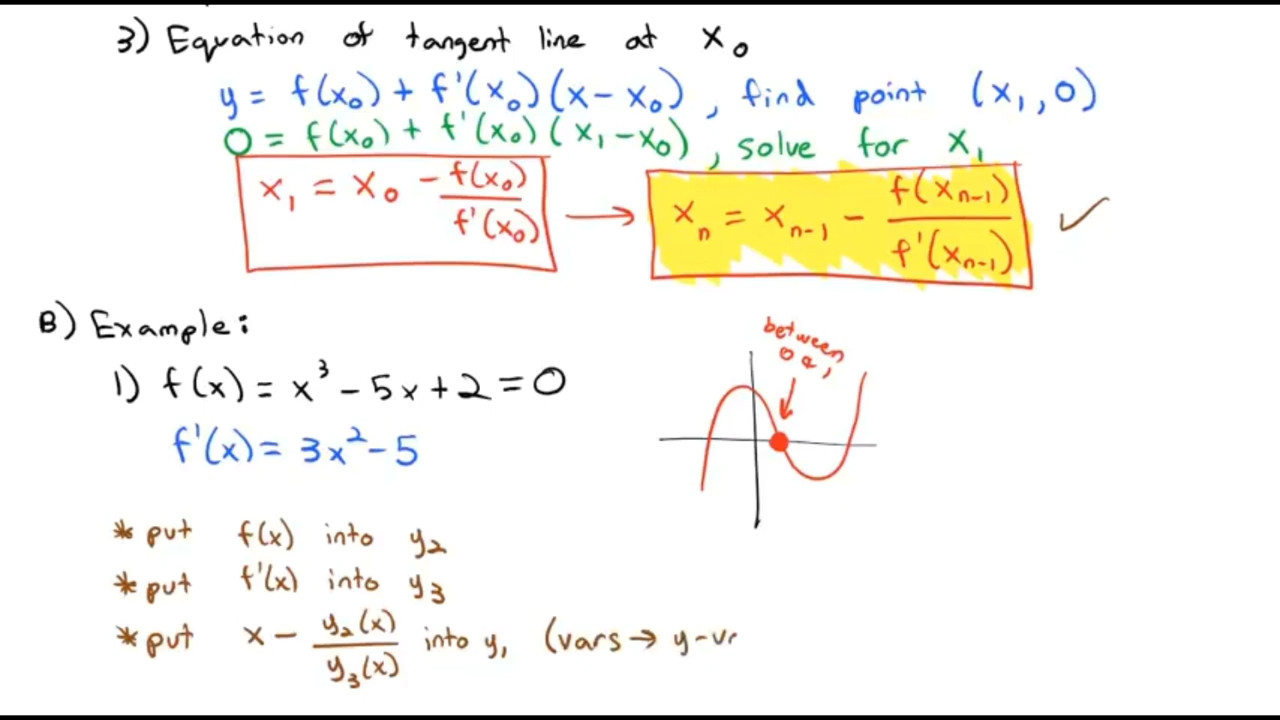 3) Equation of tangent line at x₀
y = f(x₀) + f'(x₀)(x - x₀), find point (x₁, 0)
0 = f(x₀) + f'(x₀)(x₁ - x₀), solve for x₁
x₁ = x₀ - f(x₀)/f'(x₀) → xₙ = xₙ₋₁ - f(xₙ₋₁)/f'(xₙ₋₁) ✓
B) Example:
between
0 & 1
1) f(x) = x³ - 5x + 2 = 0
f'(x) = 3x² - 5
* put f(x) into y₂
* put f'(x) into y₃
* put x - y₂(x)/y₃(x) into y₁ (vars → y-v